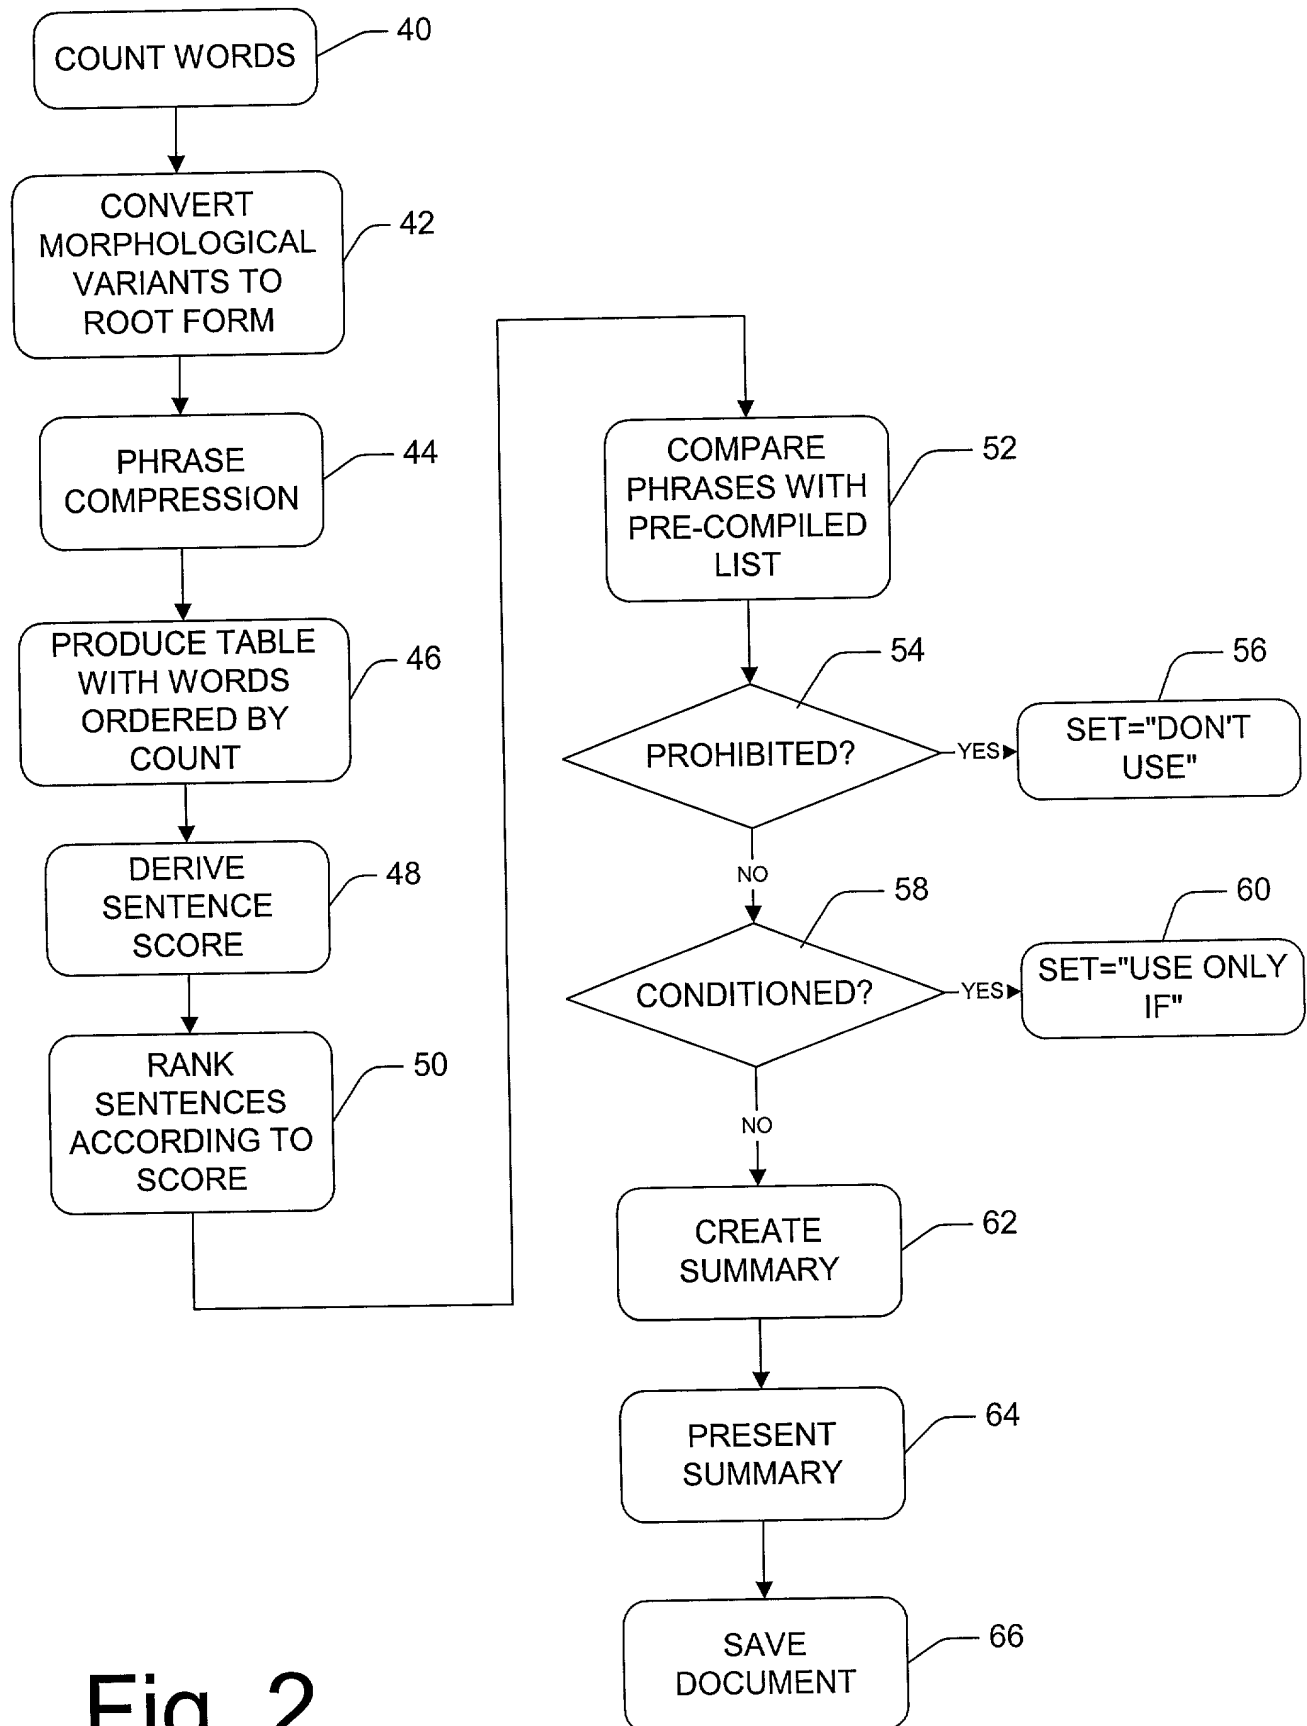 COUNT WORDS
40
CONVERT
MORPHOLOGICAL
VARIANTS TO
ROOT FORM
42
PHRASE
COMPRESSION
44
PRODUCE TABLE
WITH WORDS
ORDERED BY
COUNT
46
DERIVE
SENTENCE
SCORE
48
RANK
SENTENCES
ACCORDING TO
SCORE
50
COMPARE
PHRASES WITH
PRE-COMPILED
LIST
52
PROHIBITED?
54
YES
SET="DON'T
USE"
56
NO
CONDITIONED?
58
YES
SET="USE ONLY
IF"
60
NO
CREATE
SUMMARY
62
PRESENT
SUMMARY
64
SAVE
DOCUMENT
66
Fig. 2